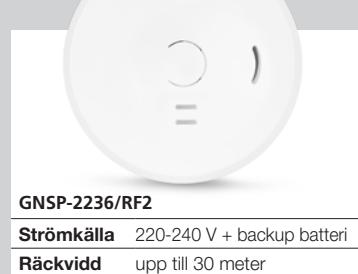 GNSP-2236/RF2
Strömkälla 220-240 V + backup batteri
Räckvidd upp till 30 meter